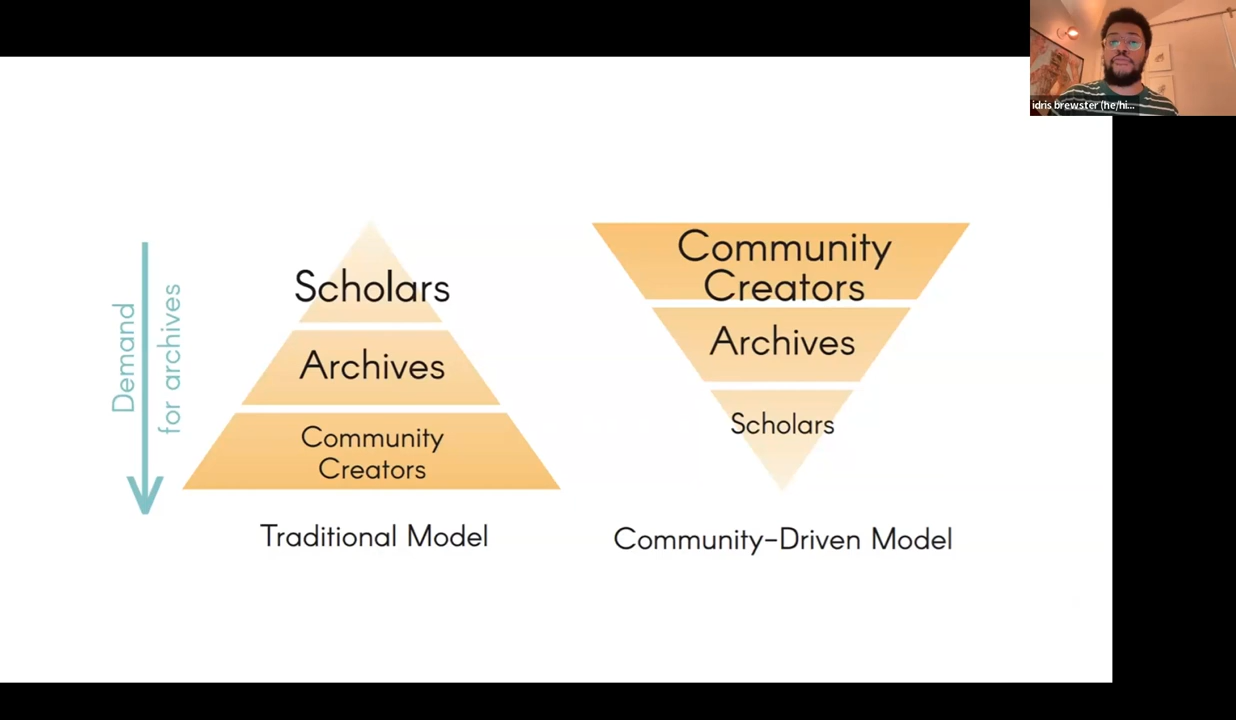 idris brewster (he/hi...
Demand
for archives
Scholars
Archives
Community
Creators
Traditional Model
Community
Creators
Archives
Scholars
Community-Driven Model